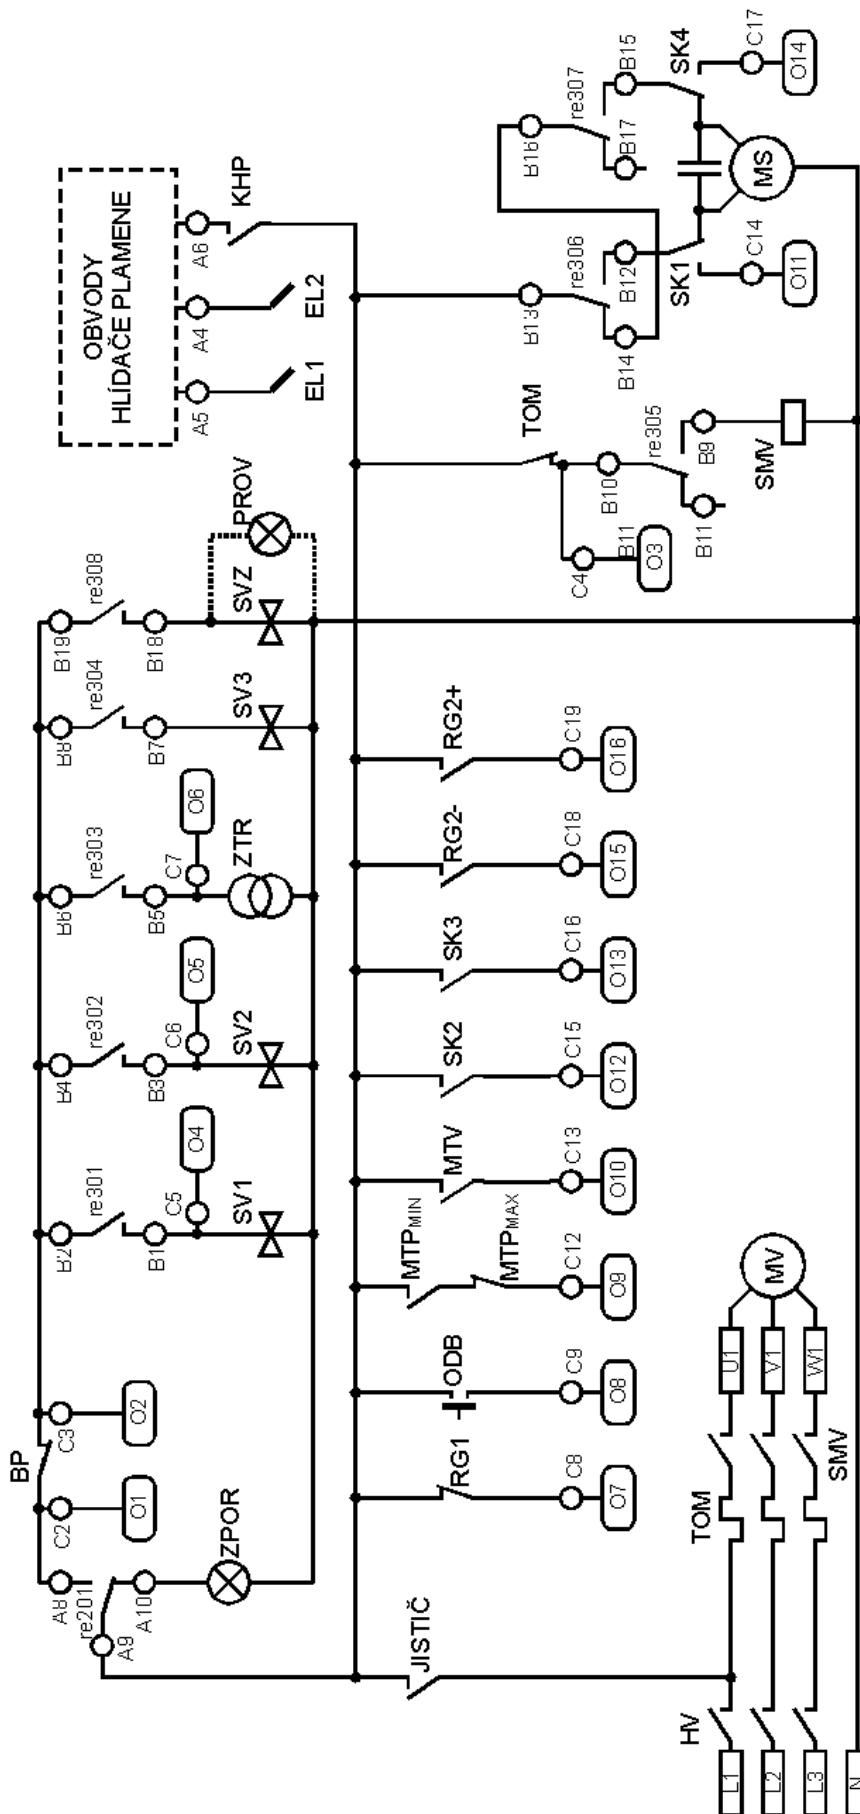 OBVODY
HLÍDAČE PLAMENE
A5
A4
A6
EL1
EL2
KHP
BP
C2
C3
O1
O2
A8
re201
A9
A10
ZPOR
B2
re301
B1
C5
O4
SV1
B4
re302
B3
C6
O5
SV2
B6
re303
B5
C7
O6
ZTR
B8
re304
B7
SV3
B19
re308
B18
SVZ
PROV
JISTIČ
RG1
C8
O7
ODB
C9
O8
MTPMIN
MTPMAX
C12
O9
MTV
C13
O10
SK2
C15
O12
SK3
C16
O13
RG2-
C18
O15
RG2+
C19
O16
TOM
C4
B11
O3
B10
re305
B11
B9
SMV
B13
re306
B14
B12
SK1
C14
O11
B16
re307
B17
B15
SK4
C17
O14
MS
HV
L1
L2
L3
N
TOM
SMV
U1
V1
W1
MV